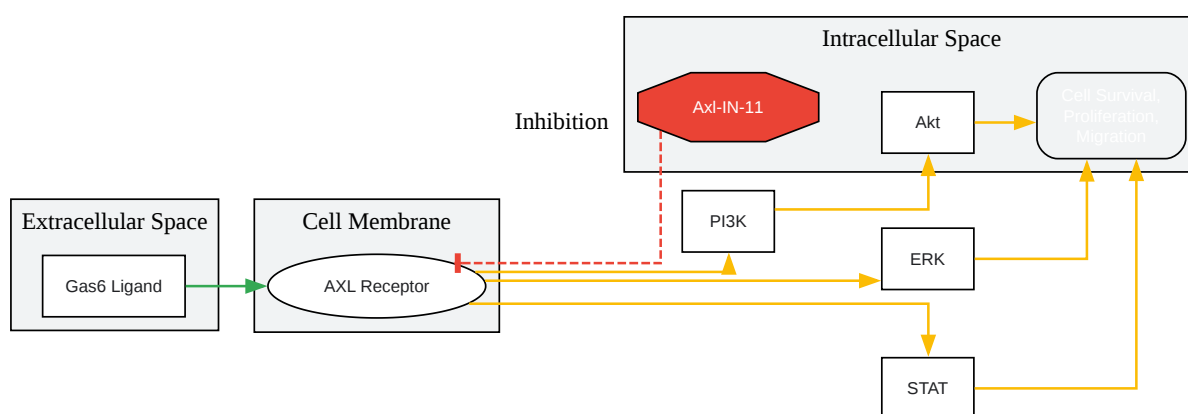 Intracellular Space
Axl-IN-11
Cell Survival,
Proliferation,
Migration
Akt
Inhibition
Extracellular Space
Cell Membrane
PI3K
Gas6 Ligand
AXL Receptor
ERK
STAT